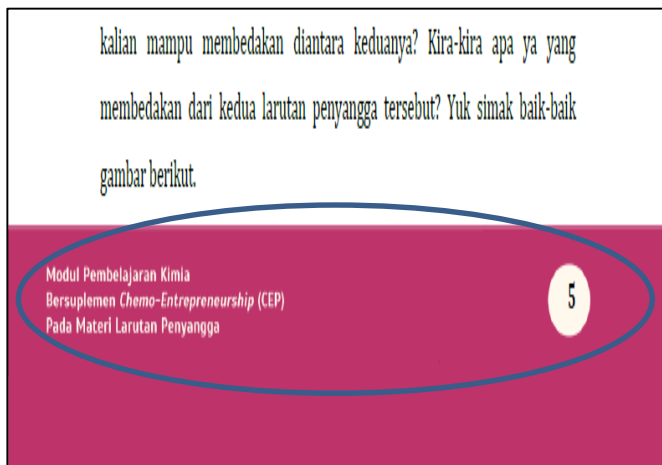 kalian mampu membedakan diantara keduanya? Kira-kira apa ya yang
membedakan dari kedua larutan penyangga tersebut? Yuk simak baik-baik
gambar berikut.
Modul Pembelajaran Kimia
Bersuplemen Chemo-Entrepreneurship (CEP)
Pada Materi Larutan Penyangga
5